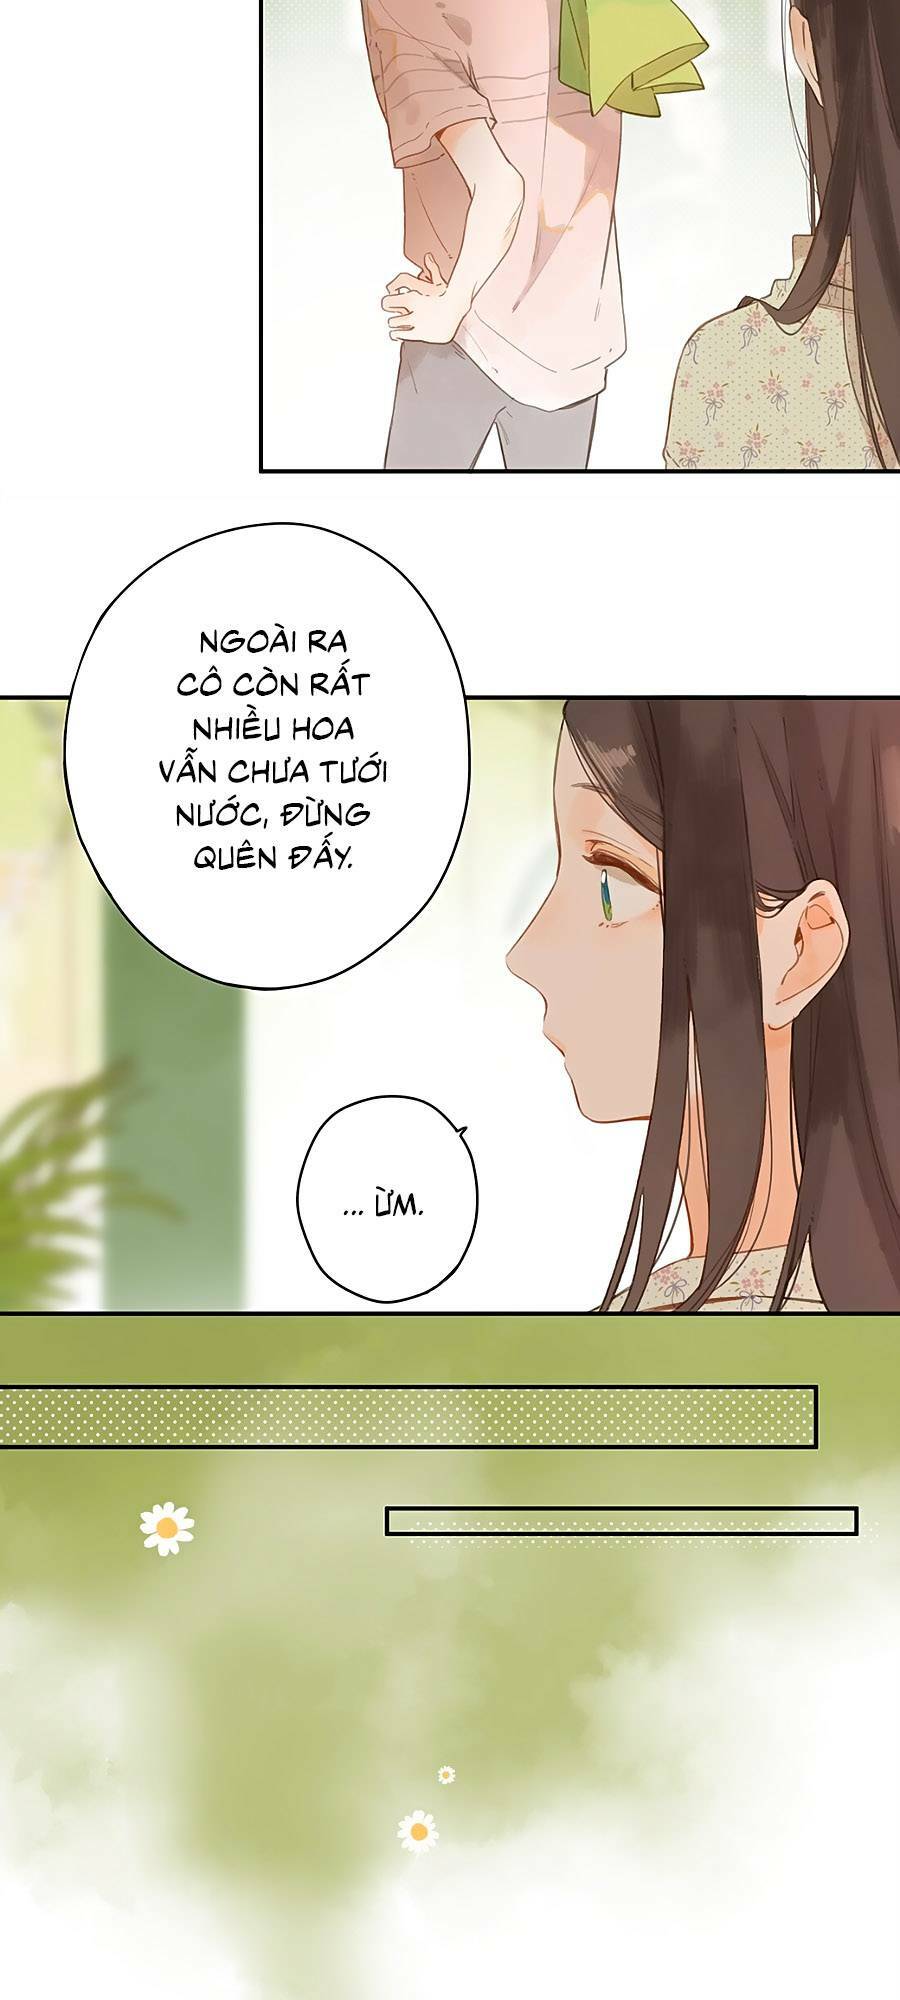 NGOÀI RA
CÔ CÒN RẤT
NHIỀU HOA
VẪN CHƯA TƯỚI
NƯỚC, ĐỪNG
QUÊN ĐẤY.
... ỪM.